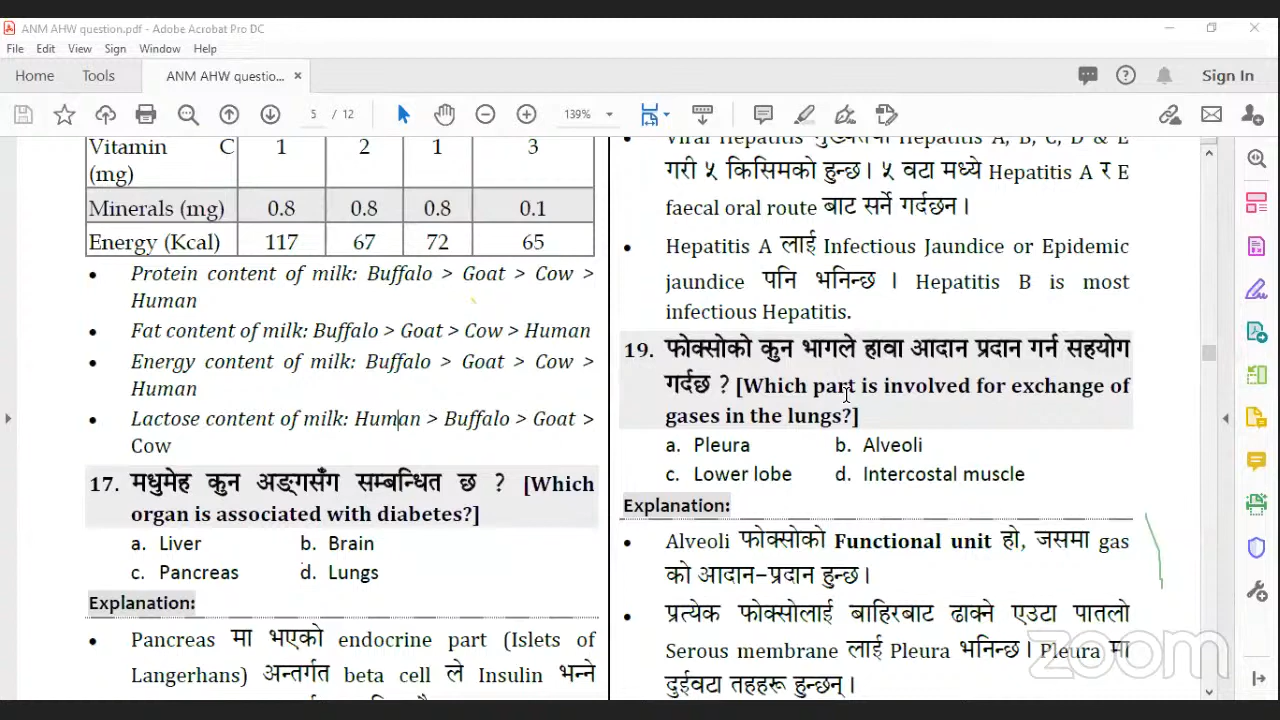 ANM AHW question.pdf - Adobe Acrobat Pro DC
File Edit View Sign Window Help
Home Tools ANM AHW questio... × Sign In
5 / 12 139%
Vitamin C 1 2 1 3
(mg)
Minerals (mg) 0.8 0.8 0.8 0.1
Energy (Kcal) 117 67 72 65
• Protein content of milk: Buffalo > Goat > Cow >
Human
• Fat content of milk: Buffalo > Goat > Cow > Human
• Energy content of milk: Buffalo > Goat > Cow >
Human
• Lactose content of milk: Human > Buffalo > Goat >
Cow
17. मधुमेह कुन अङ्गसँग सम्बन्धित छ ? [Which
organ is associated with diabetes?]
a. Liver b. Brain
c. Pancreas d. Lungs
Explanation:
• Pancreas मा भएको endocrine part (Islets of
Langerhans) अन्तर्गत beta cell ले Insulin भन्ने
• Viral Hepatitis मुख्यतया Hepatitis A, B, C, D & E
गरी ५ किसिमको हुन्छ। ५ वटा मध्ये Hepatitis A र E
faecal oral route बाट सर्ने गर्दछन।
• Hepatitis A लाई Infectious Jaundice or Epidemic
jaundice पनि भनिन्छ । Hepatitis B is most
infectious Hepatitis.
19. फोक्सोको कुन भागले हावा आदान प्रदान गर्न सहयोग
गर्दछ ? [Which part is involved for exchange of
gases in the lungs?]
a. Pleura b. Alveoli
c. Lower lobe d. Intercostal muscle
Explanation:
• Alveoli फोक्सोको Functional unit हो, जसमा gas
को आदान-प्रदान हुन्छ।
• प्रत्येक फोक्सोलाई बाहिरबाट ढाक्ने एउटा पातलो
Serous membrane लाई Pleura भनिन्छ। Pleura मा
दुईवटा तहहरू हुन्छन्।
zoom